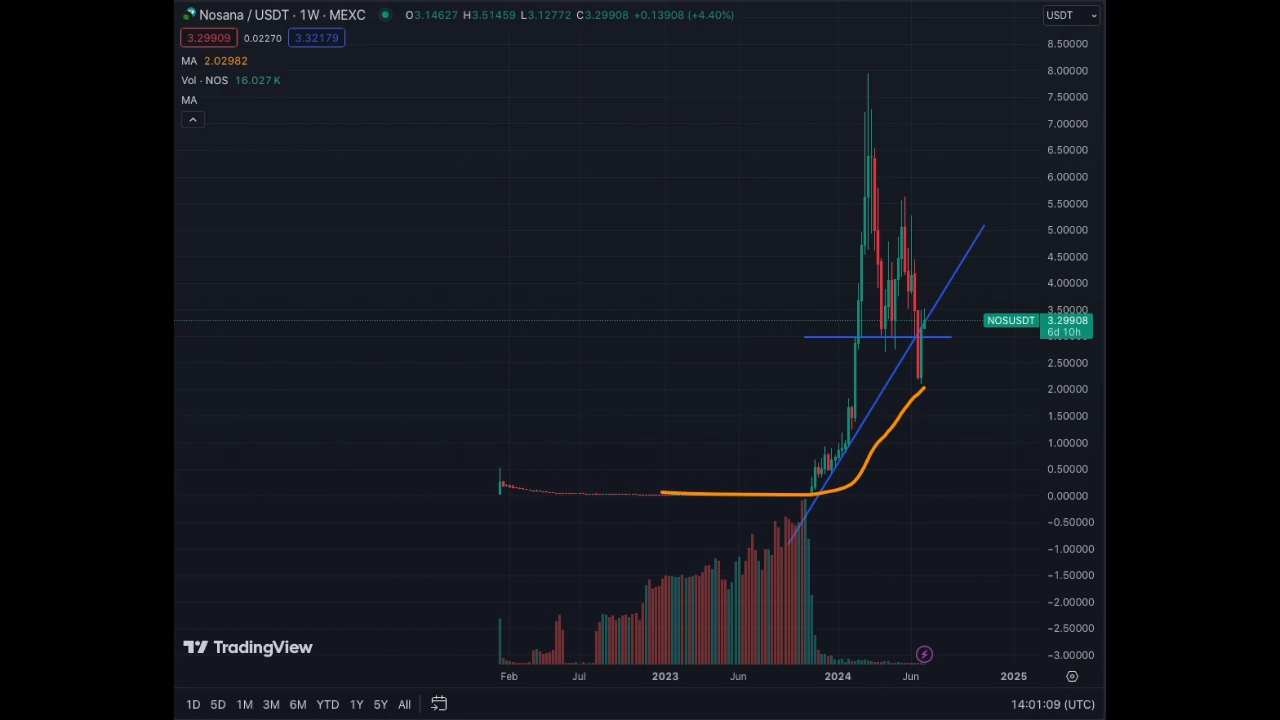 Nosana / USDT · 1W · MEXC O3.14627 H3.51459 L3.12772 C3.29908 +0.13908 (+4.40%)
USDT
3.29909 0.02270 3.32179
MA 2.02982
Vol · NOS 16.027 K
MA
8.50000
8.00000
7.50000
7.00000
6.50000
6.00000
5.50000
5.00000
4.50000
4.00000
3.50000
NOSUSDT 3.29908
6d 10h
2.50000
2.00000
1.50000
1.00000
0.50000
0.00000
−0.50000
−1.00000
−1.50000
−2.00000
−2.50000
−3.00000
TradingView
Feb Jul 2023 Jun 2024 Jun 2025
1D 5D 1M 3M 6M YTD 1Y 5Y All 14:01:09 (UTC)